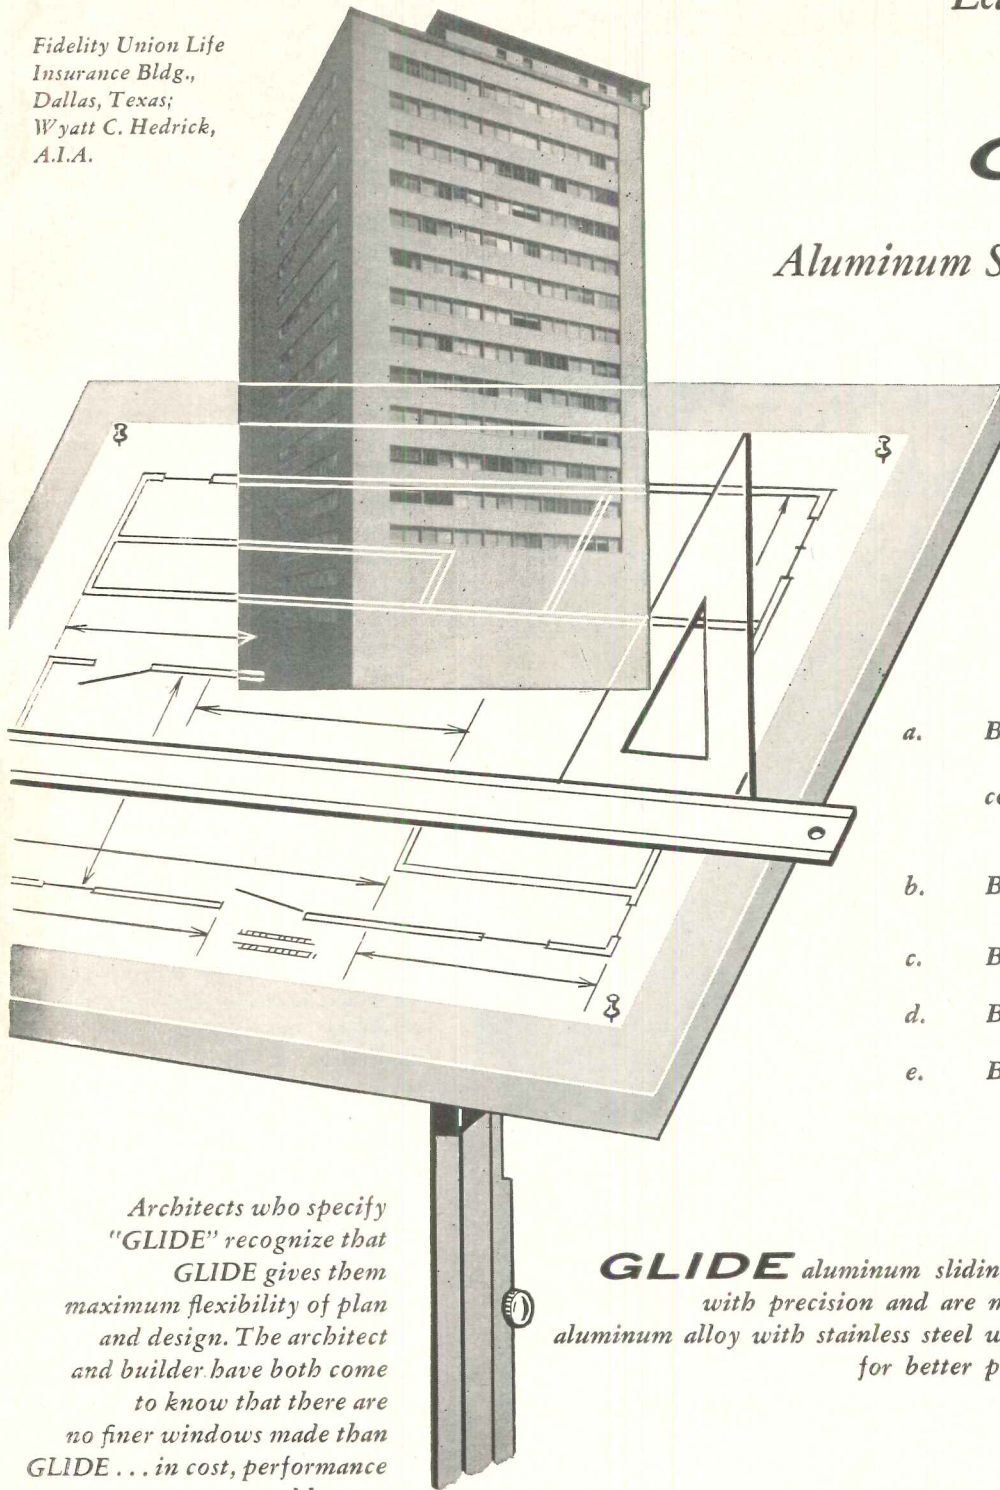 Fidelity Union Life
Insurance Bldg.,
Dallas, Texas;
Wyatt C. Hedrick,
A.I.A.
Aluminum S
a. B
b. B
c. B
d. B
e. B
Architects who specify
"GLIDE" recognize that
GLIDE gives them
maximum flexibility of plan
and design. The architect
and builder have both come
to know that there are
no finer windows made than
GLIDE... in cost, performance
GLIDE aluminum slidin
with precision and are
aluminum alloy with stainless steel
for better p